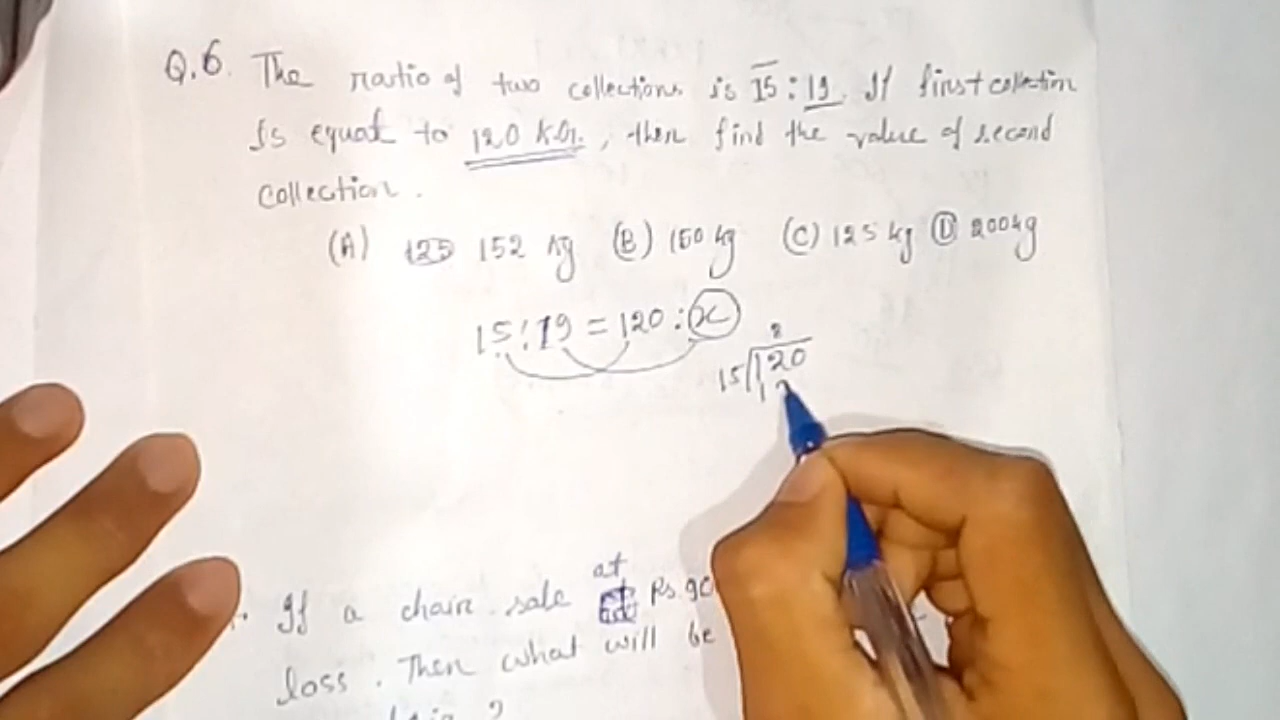 Q.6. The ratio of two collections is 15 : 19. If first collection
Is equal to 120 KG., then find the value of second
collection.
(A) 152 kg (B) 150 kg (C) 125 kg (D) 200 kg
15 : 19 = 120 : x
8
15 120
12
at
If a chair sale Rs. 90
loss. Then what will be
?